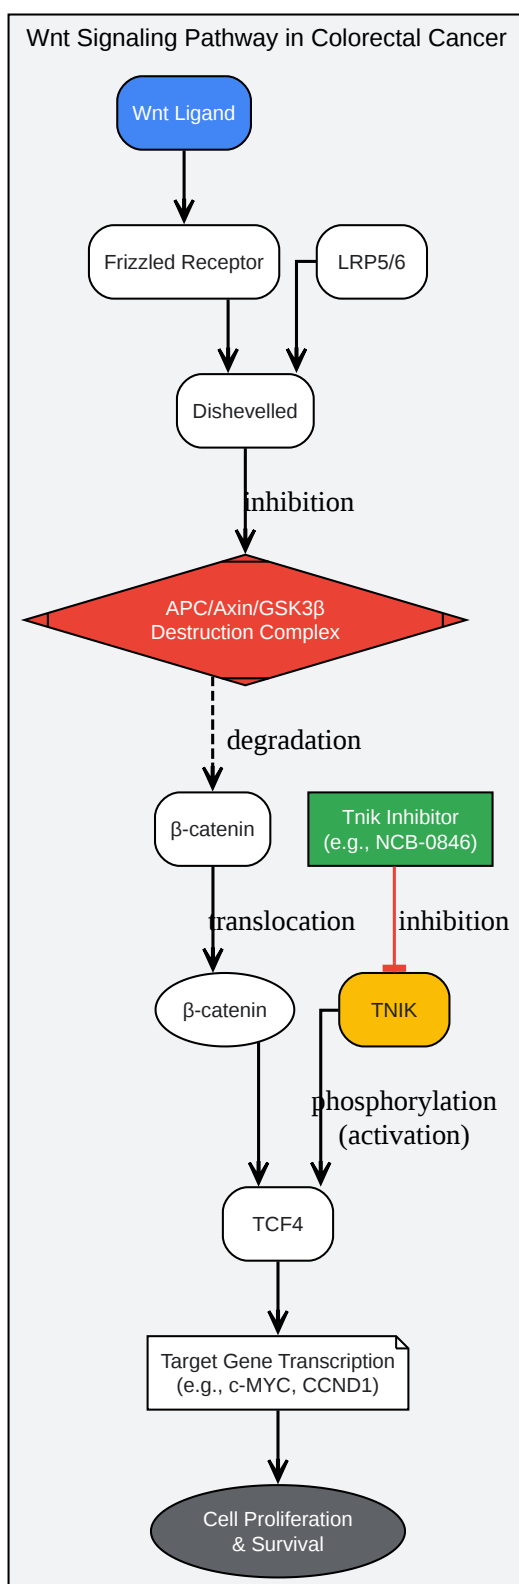 Wnt Signaling Pathway in Colorectal Cancer
Wnt Ligand
Frizzled Receptor
LRP5/6
Dishevelled
inhibition
APC/Axin/GSK3β
Destruction Complex
degradation
β-catenin
Tnik Inhibitor
(e.g., NCB-0846)
translocation
inhibition
β-catenin
TNIK
phosphorylation
(activation)
TCF4
Target Gene Transcription
(e.g., c-MYC, CCND1)
Cell Proliferation
& Survival